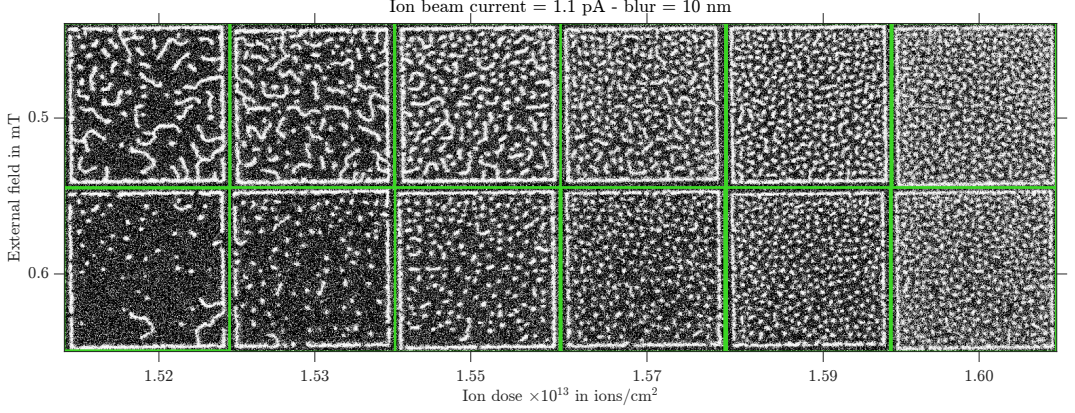 Ion beam current = 1.1 pA - blur = 10 nm
External field in mT
0.5
0.6
1.52 1.53 1.55 1.57 1.59 1.60
Ion dose ×10¹³ in ions/cm²